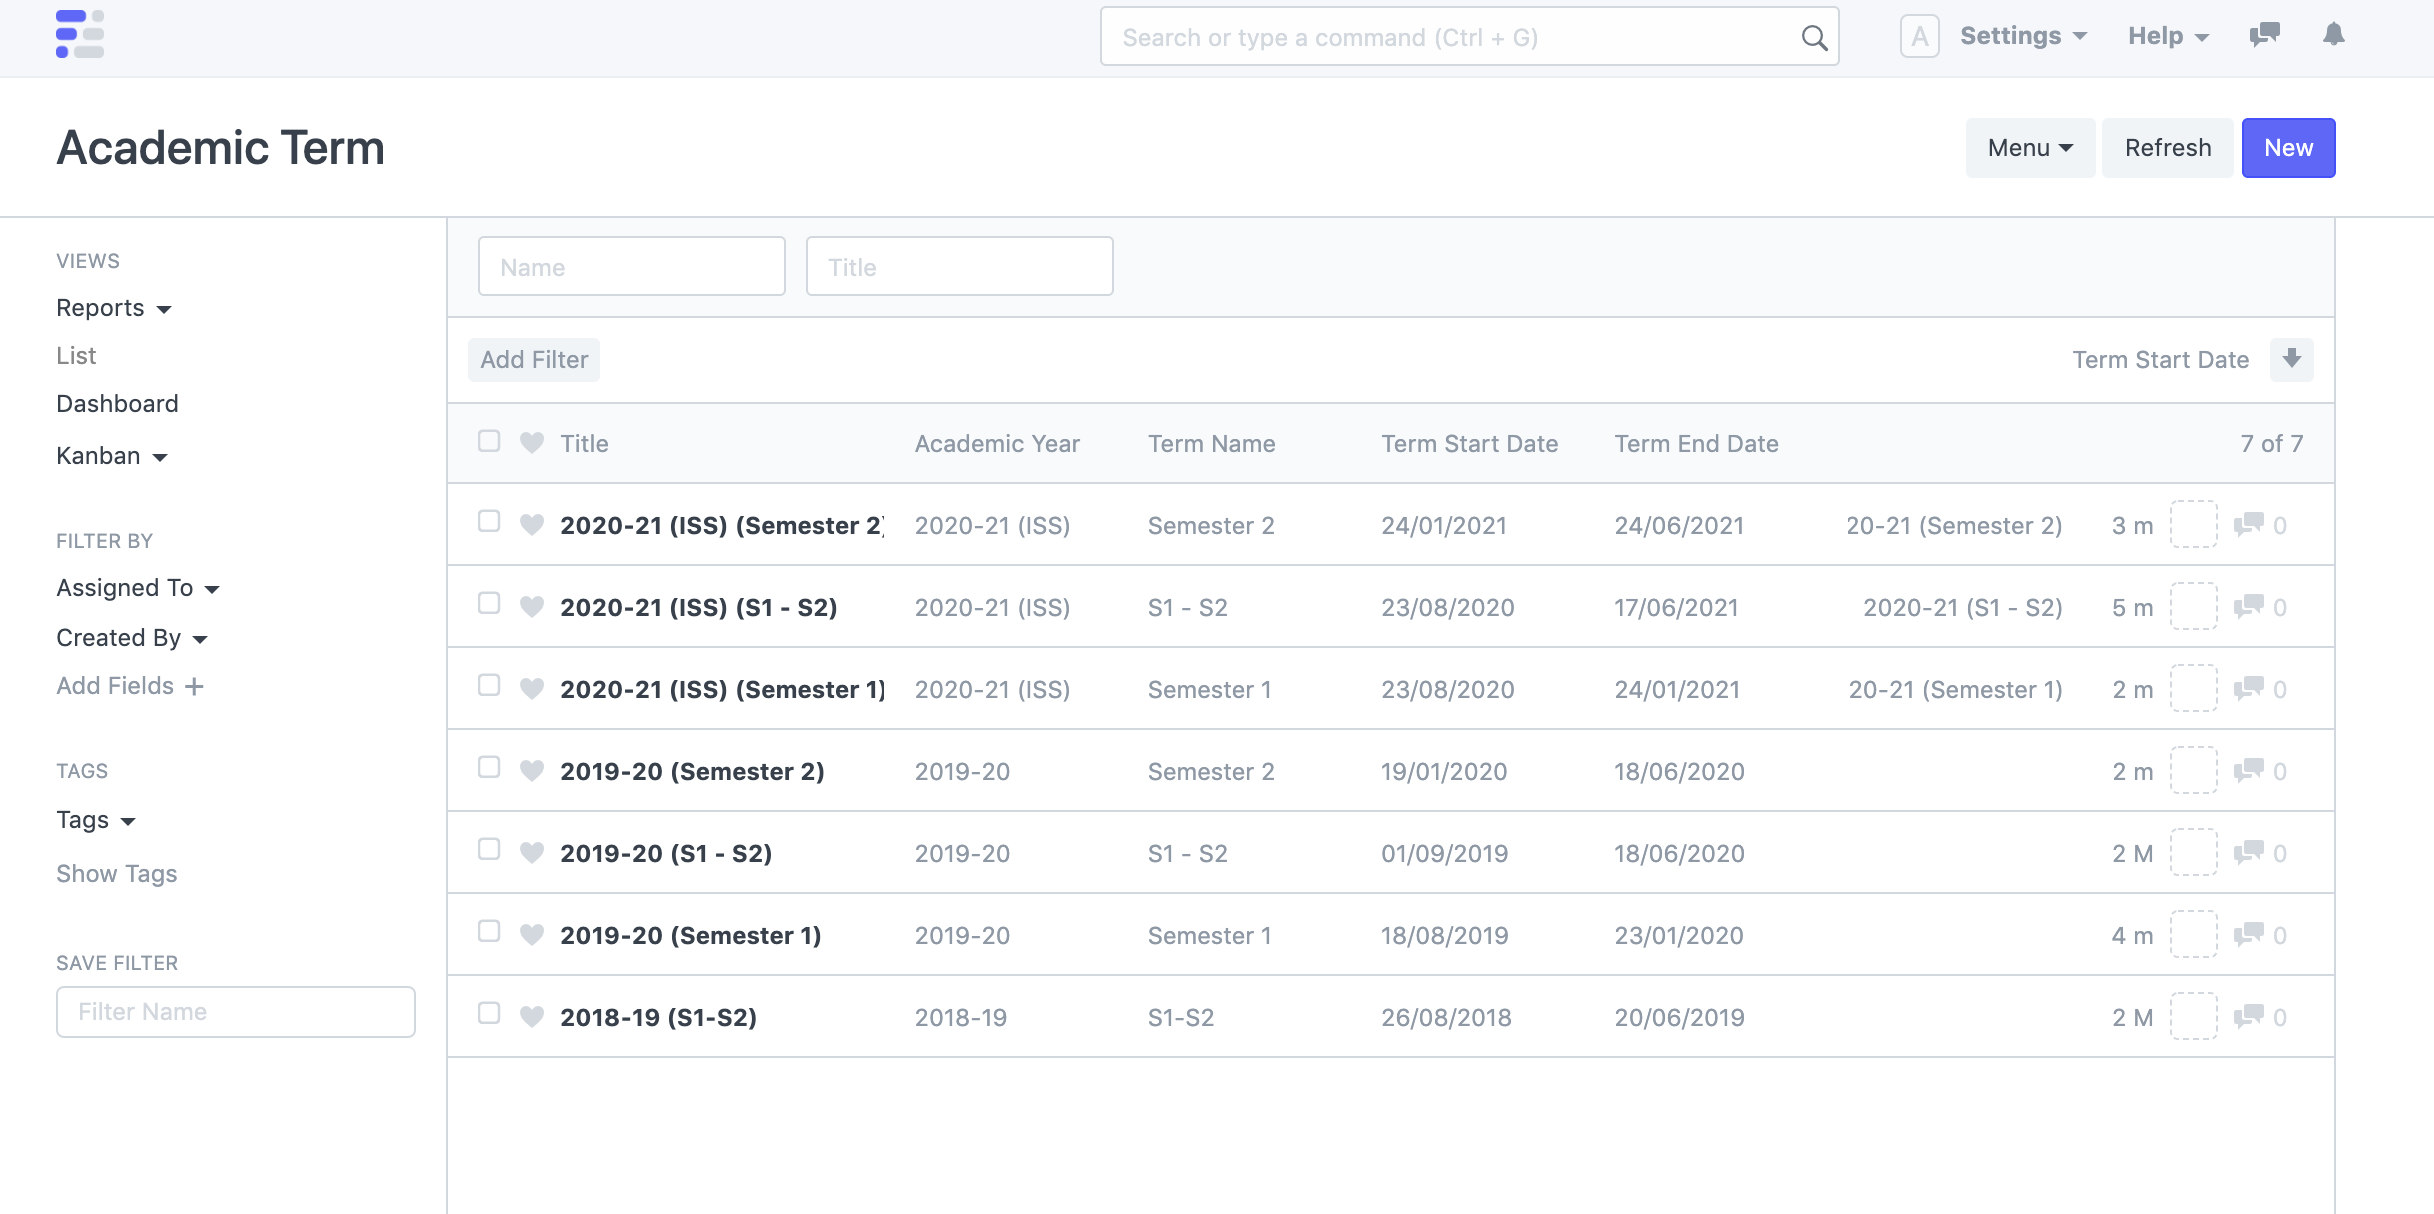 Search or type a command (Ctrl + G)
A
Settings
Help
Academic Term
Menu
Refresh
New
VIEWS
Reports
List
Dashboard
Kanban
FILTER BY
Assigned To
Created By
Add Fields +
TAGS
Tags
Show Tags
SAVE FILTER
Filter Name
Name
Title
Add Filter
Term Start Date
Title Academic Year Term Name Term Start Date Term End Date 7 of 7
2020-21 (ISS) (Semester 2) 2020-21 (ISS) Semester 2 24/01/2021 24/06/2021 20-21 (Semester 2) 3 m 0
2020-21 (ISS) (S1 - S2) 2020-21 (ISS) S1 - S2 23/08/2020 17/06/2021 2020-21 (S1 - S2) 5 m 0
2020-21 (ISS) (Semester 1) 2020-21 (ISS) Semester 1 23/08/2020 24/01/2021 20-21 (Semester 1) 2 m 0
2019-20 (Semester 2) 2019-20 Semester 2 19/01/2020 18/06/2020 2 m 0
2019-20 (S1 - S2) 2019-20 S1 - S2 01/09/2019 18/06/2020 2 M 0
2019-20 (Semester 1) 2019-20 Semester 1 18/08/2019 23/01/2020 4 m 0
2018-19 (S1-S2) 2018-19 S1-S2 26/08/2018 20/06/2019 2 M 0